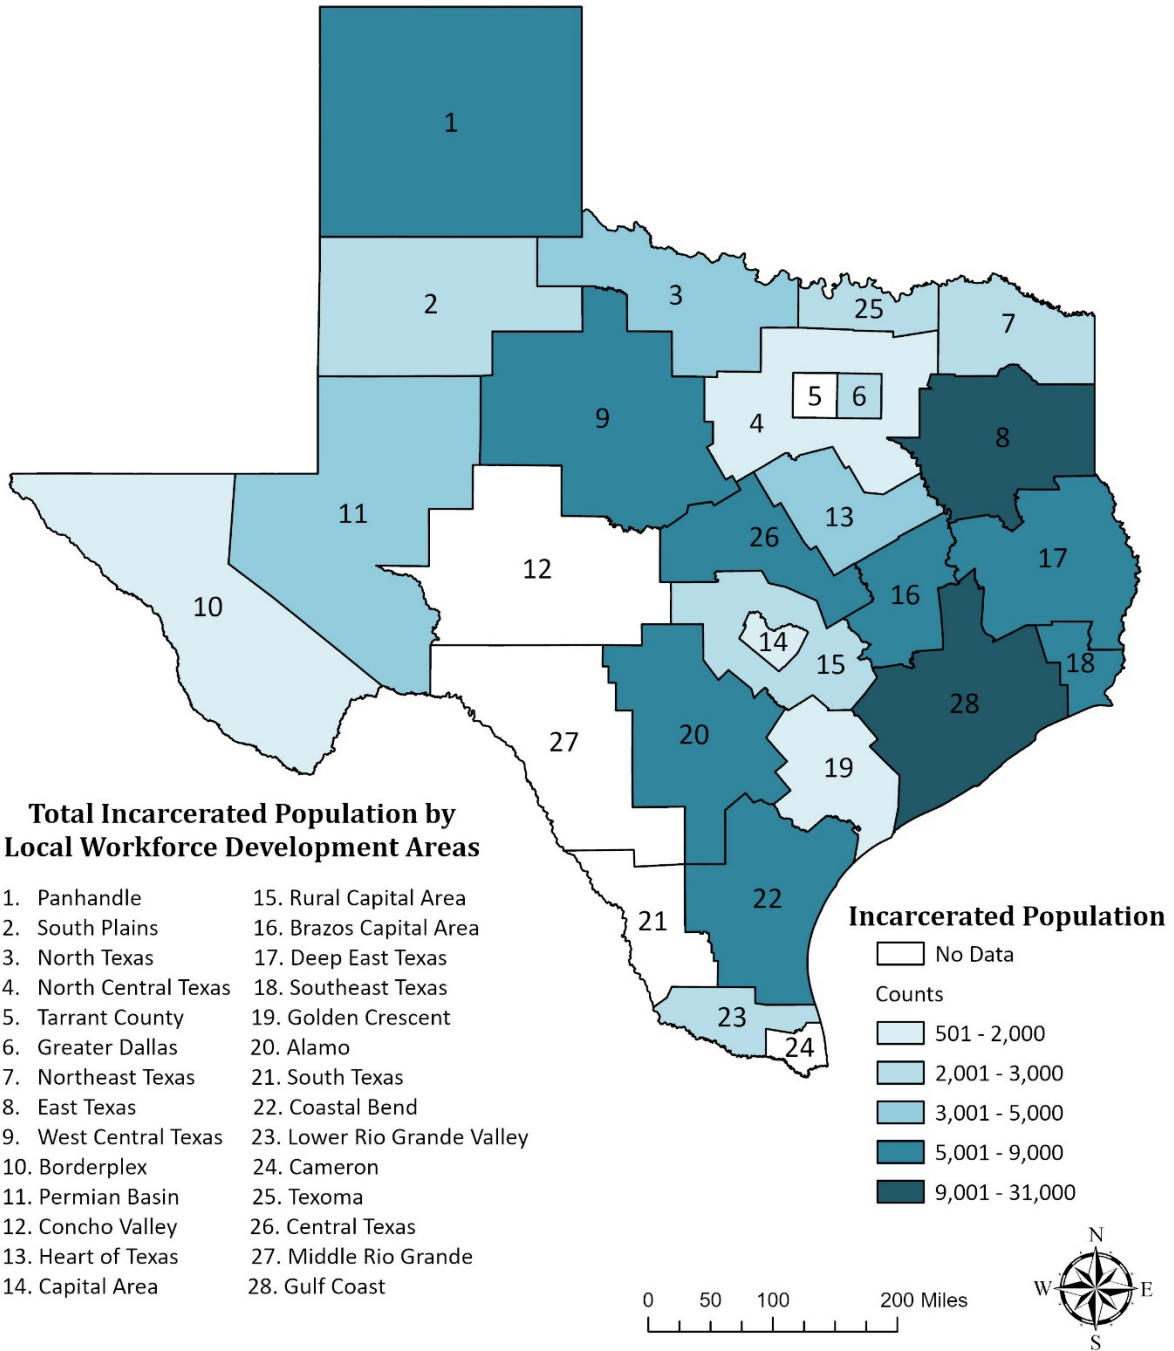 1
2
3
25
7
5
6
4
9
8
11
13
26
12
17
16
10
14
15
18
28
20
27
19
22
21
23
24
Total Incarcerated Population by
Local Workforce Development Areas
1. Panhandle
2. South Plains
3. North Texas
4. North Central Texas
5. Tarrant County
6. Greater Dallas
7. Northeast Texas
8. East Texas
9. West Central Texas
10. Borderplex
11. Permian Basin
12. Concho Valley
13. Heart of Texas
14. Capital Area
15. Rural Capital Area
16. Brazos Capital Area
17. Deep East Texas
18. Southeast Texas
19. Golden Crescent
20. Alamo
21. South Texas
22. Coastal Bend
23. Lower Rio Grande Valley
24. Cameron
25. Texoma
26. Central Texas
27. Middle Rio Grande
28. Gulf Coast
Incarcerated Population
No Data
Counts
501 - 2,000
2,001 - 3,000
3,001 - 5,000
5,001 - 9,000
9,001 - 31,000
0 50 100 200 Miles
N
W E
S